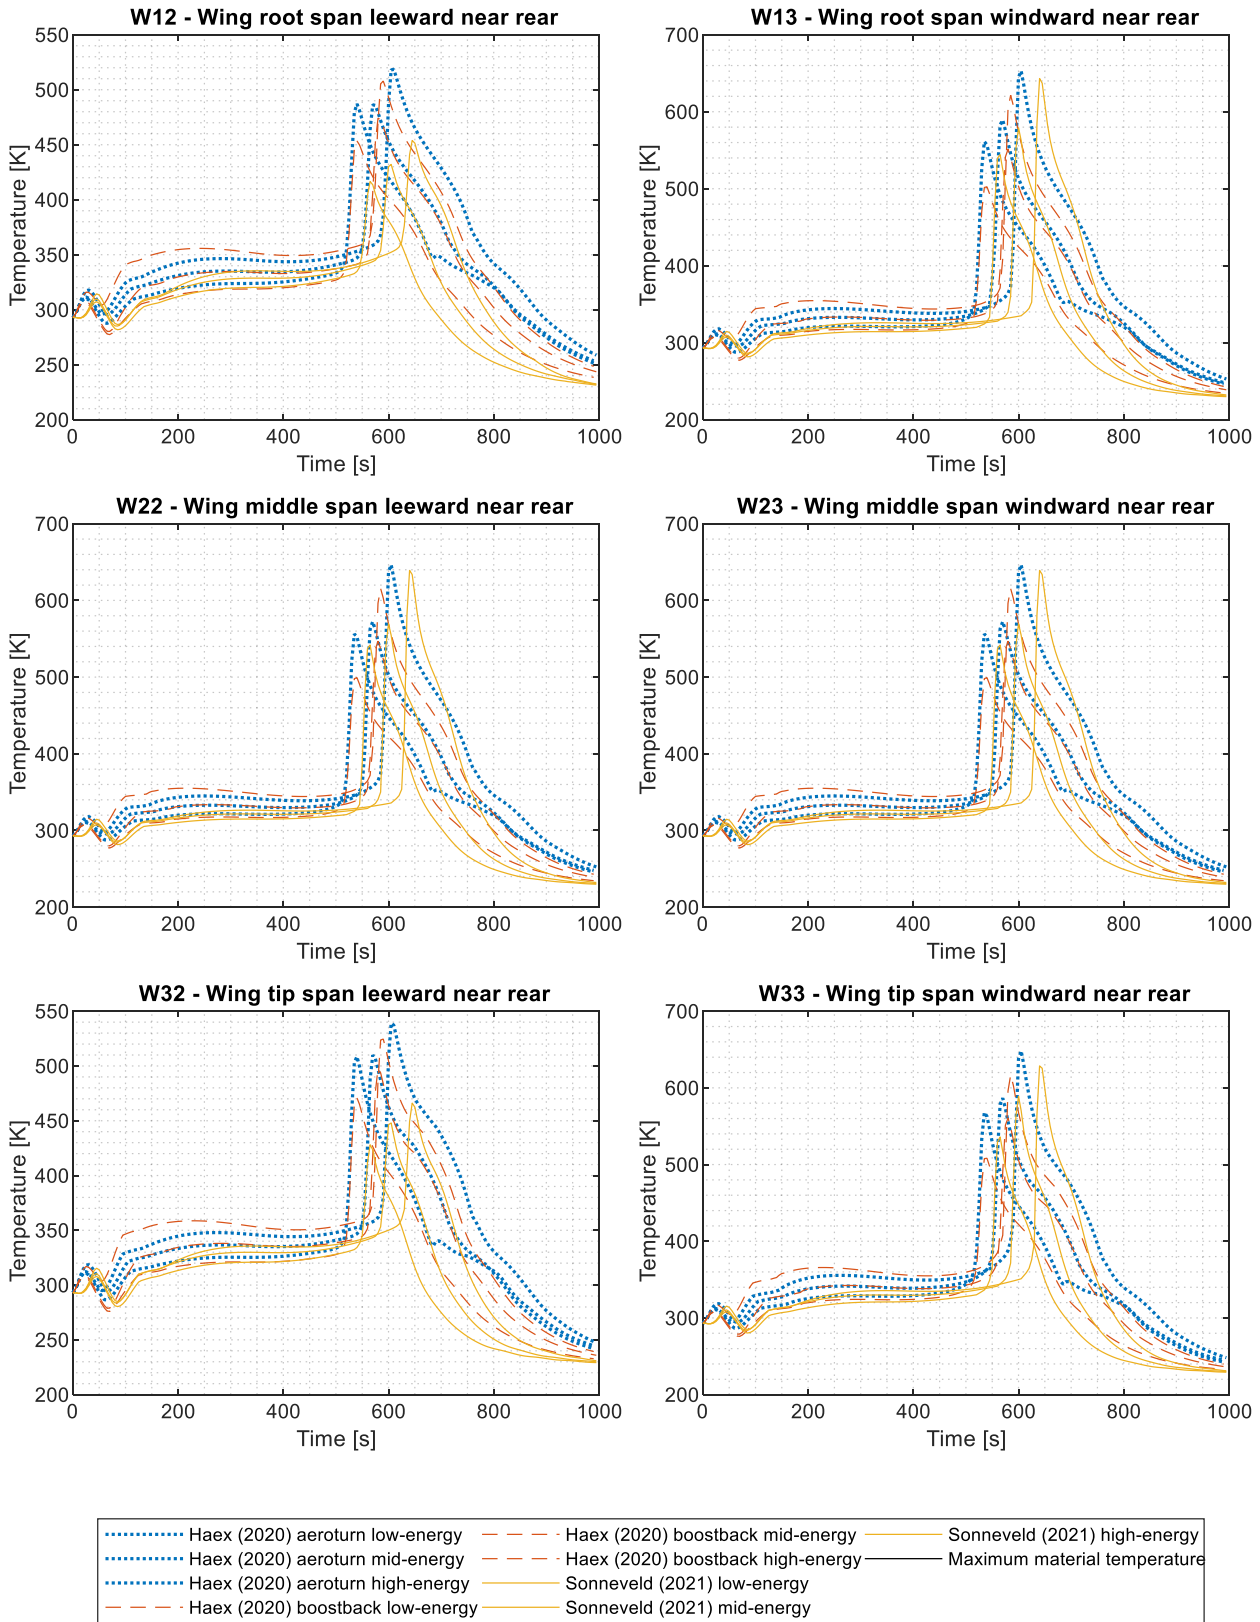 W12 - Wing root span leeward near rear
550
500
450
400
350
300
250
200
Temperature [K]
0 200 400 600 800 1000
Time [s]
W13 - Wing root span windward near rear
700
600
500
400
300
200
Temperature [K]
0 200 400 600 800 1000
Time [s]
W22 - Wing middle span leeward near rear
700
600
500
400
300
200
Temperature [K]
0 200 400 600 800 1000
Time [s]
W23 - Wing middle span windward near rear
700
600
500
400
300
200
Temperature [K]
0 200 400 600 800 1000
Time [s]
W32 - Wing tip span leeward near rear
550
500
450
400
350
300
250
200
Temperature [K]
0 200 400 600 800 1000
Time [s]
W33 - Wing tip span windward near rear
700
600
500
400
300
200
Temperature [K]
0 200 400 600 800 1000
Time [s]
Haex (2020) aeroturn low-energy
Haex (2020) aeroturn mid-energy
Haex (2020) aeroturn high-energy
Haex (2020) boostback low-energy
Haex (2020) boostback mid-energy
Haex (2020) boostback high-energy
Sonneveld (2021) low-energy
Sonneveld (2021) mid-energy
Sonneveld (2021) high-energy
Maximum material temperature